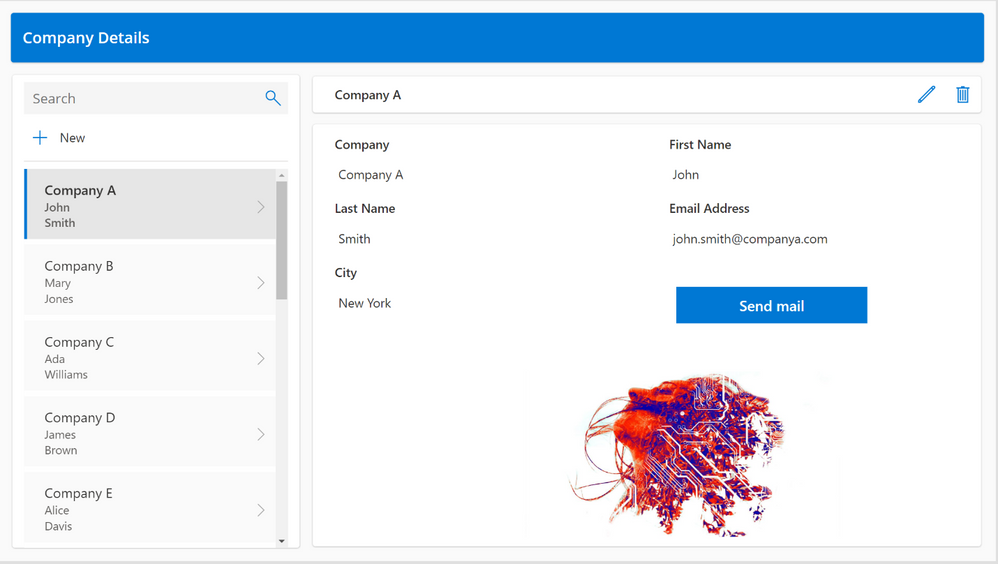 Company Details
Search
New
Company A
John
Smith
Company B
Mary
Jones
Company C
Ada
Williams
Company D
James
Brown
Company E
Alice
Davis
Company A
Company
First Name
Company A
John
Last Name
Email Address
Smith
john.smith@companya.com
City
New York
Send mail